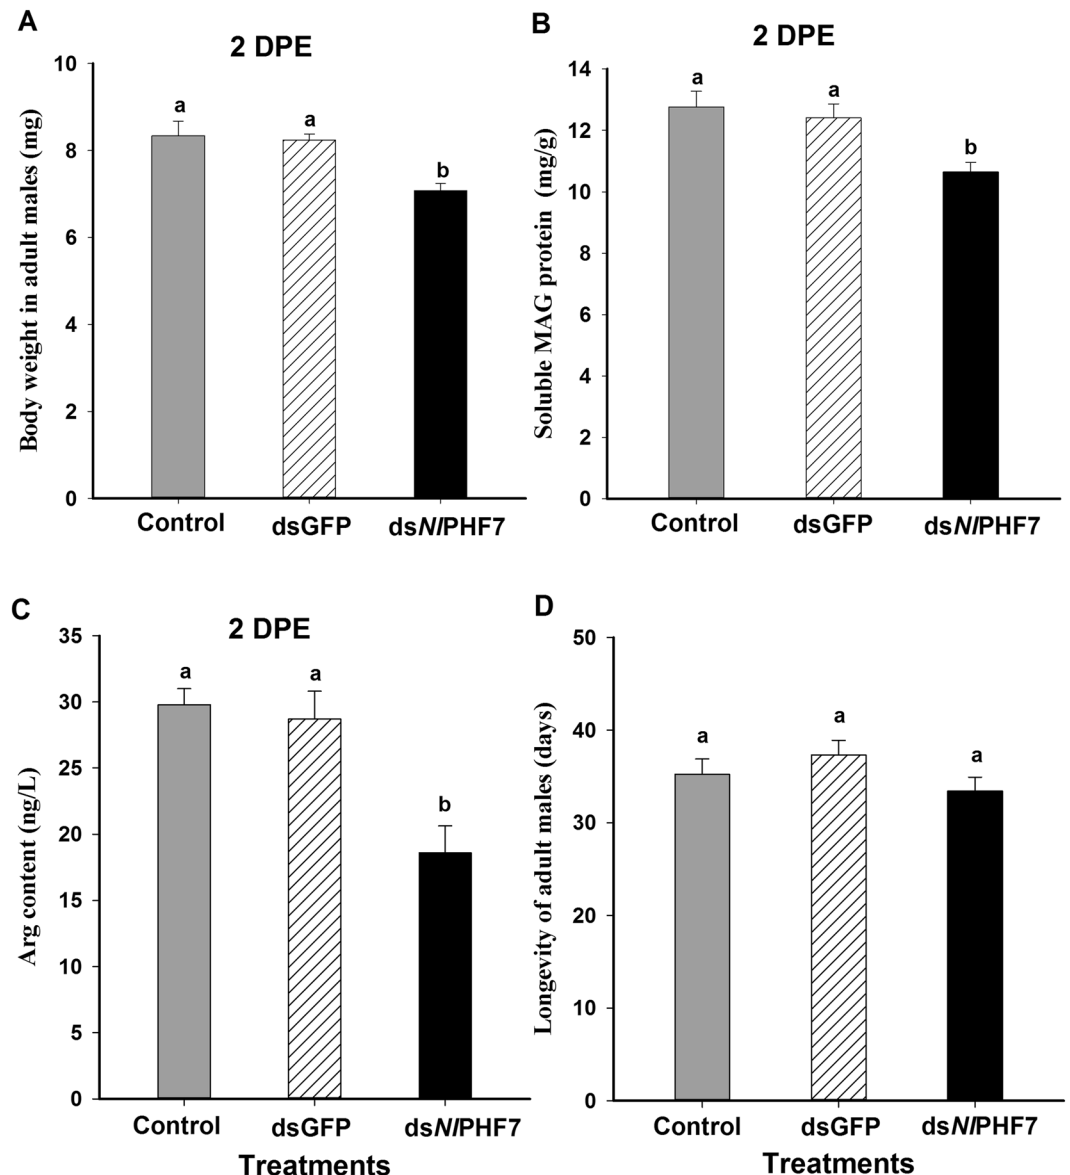 A
2 DPE
Body weight in adult males (mg)
10
8
6
4
2
0
a
a
b
Control
dsGFP
dsNlPHF7
B
2 DPE
Soluble MAG protein (mg/g)
14
12
10
8
6
4
2
0
a
a
b
Control
dsGFP
dsNlPHF7
C
2 DPE
Arg content (ng/L)
35
30
25
20
15
10
5
0
a
a
b
Control
dsGFP
dsNlPHF7
Treatments
D
Longevity of adult males (days)
50
40
30
20
10
0
a
a
a
Control
dsGFP
dsNlPHF7
Treatments